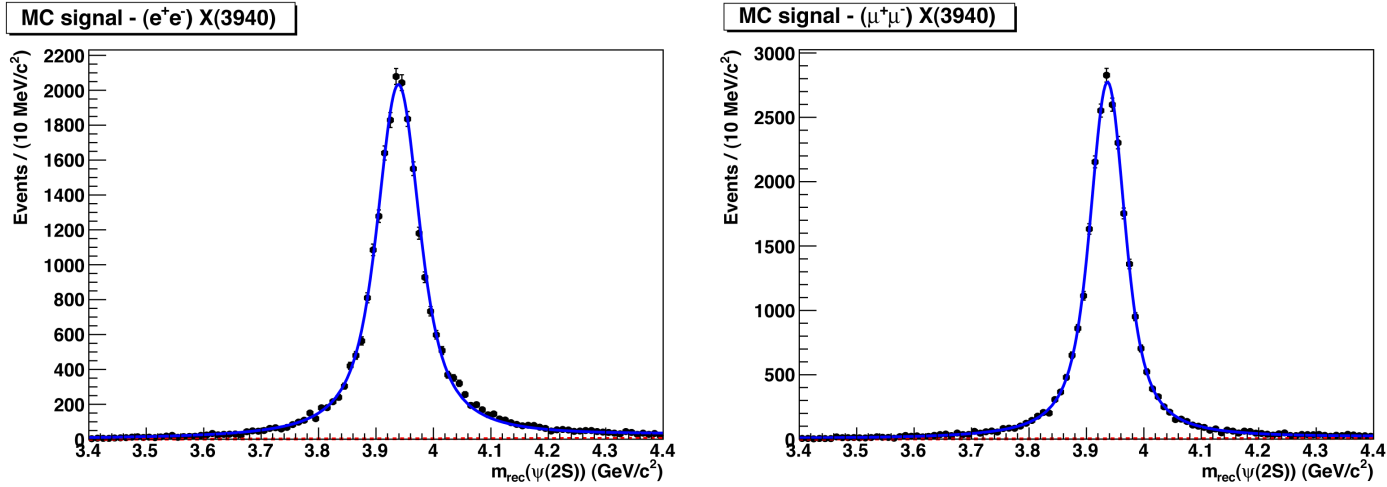 MC signal - (e⁺e⁻) X(3940)
Events / (10 MeV/c²)
2200
2000
1800
1600
1400
1200
1000
800
600
400
200
0
3.4 3.5 3.6 3.7 3.8 3.9 4 4.1 4.2 4.3 4.4
m_rec(ψ(2S)) (GeV/c²)
MC signal - (μ⁺μ⁻) X(3940)
Events / (10 MeV/c²)
3000
2500
2000
1500
1000
500
0
3.4 3.5 3.6 3.7 3.8 3.9 4 4.1 4.2 4.3 4.4
m_rec(ψ(2S)) (GeV/c²)